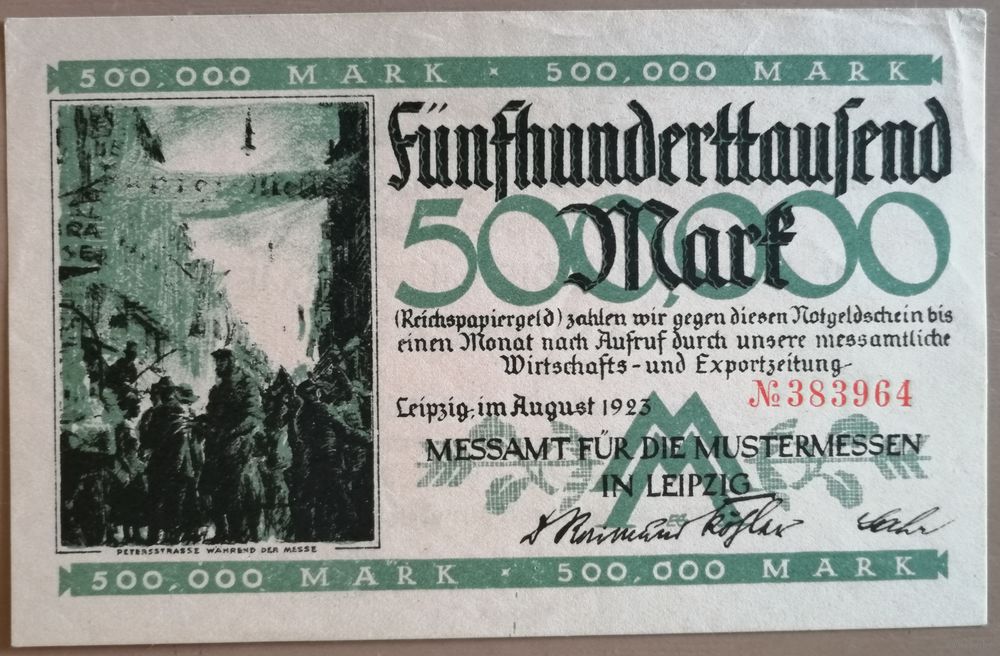 500,000 MARK · 500,000 MARK
Fünfhunderttausend
500,000
Mark
(Reichspapiergeld) zahlen wir gegen diesen Notgeldschein bis
einen Monat nach Aufruf durch unsere messamtliche
Wirtschafts- und Exportzeitung
№ 383964
Leipzig, im August 1923
MESSAMT FÜR DIE MUSTERMESSEN
IN LEIPZIG
PETERSSTRASSE WÄHREND DER MESSE
500,000 MARK · 500,000 MARK